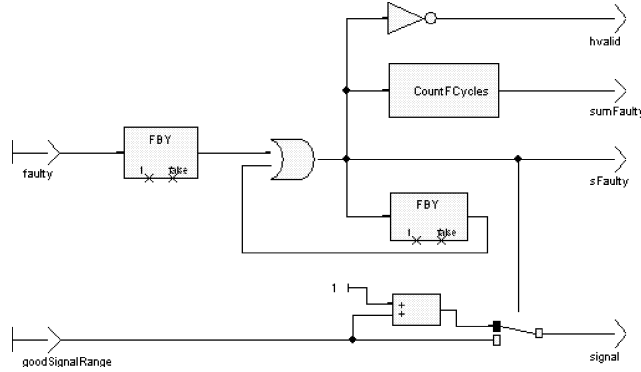 hvalid
CountFCycles
sumFaulty
FBY
1 false
faulty
sFaulty
FBY
1 false
1
+
+
goodSignalRange
signal